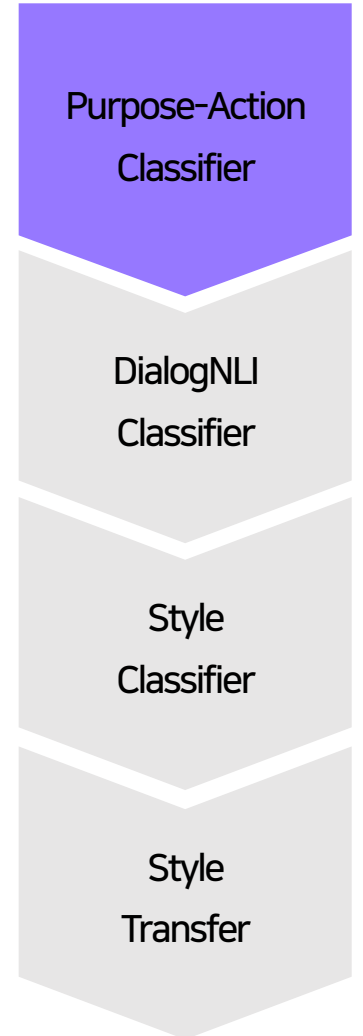 Purpose-Action
Classifier
DialogNLI
Classifier
Style
Classifier
Style
Transfer